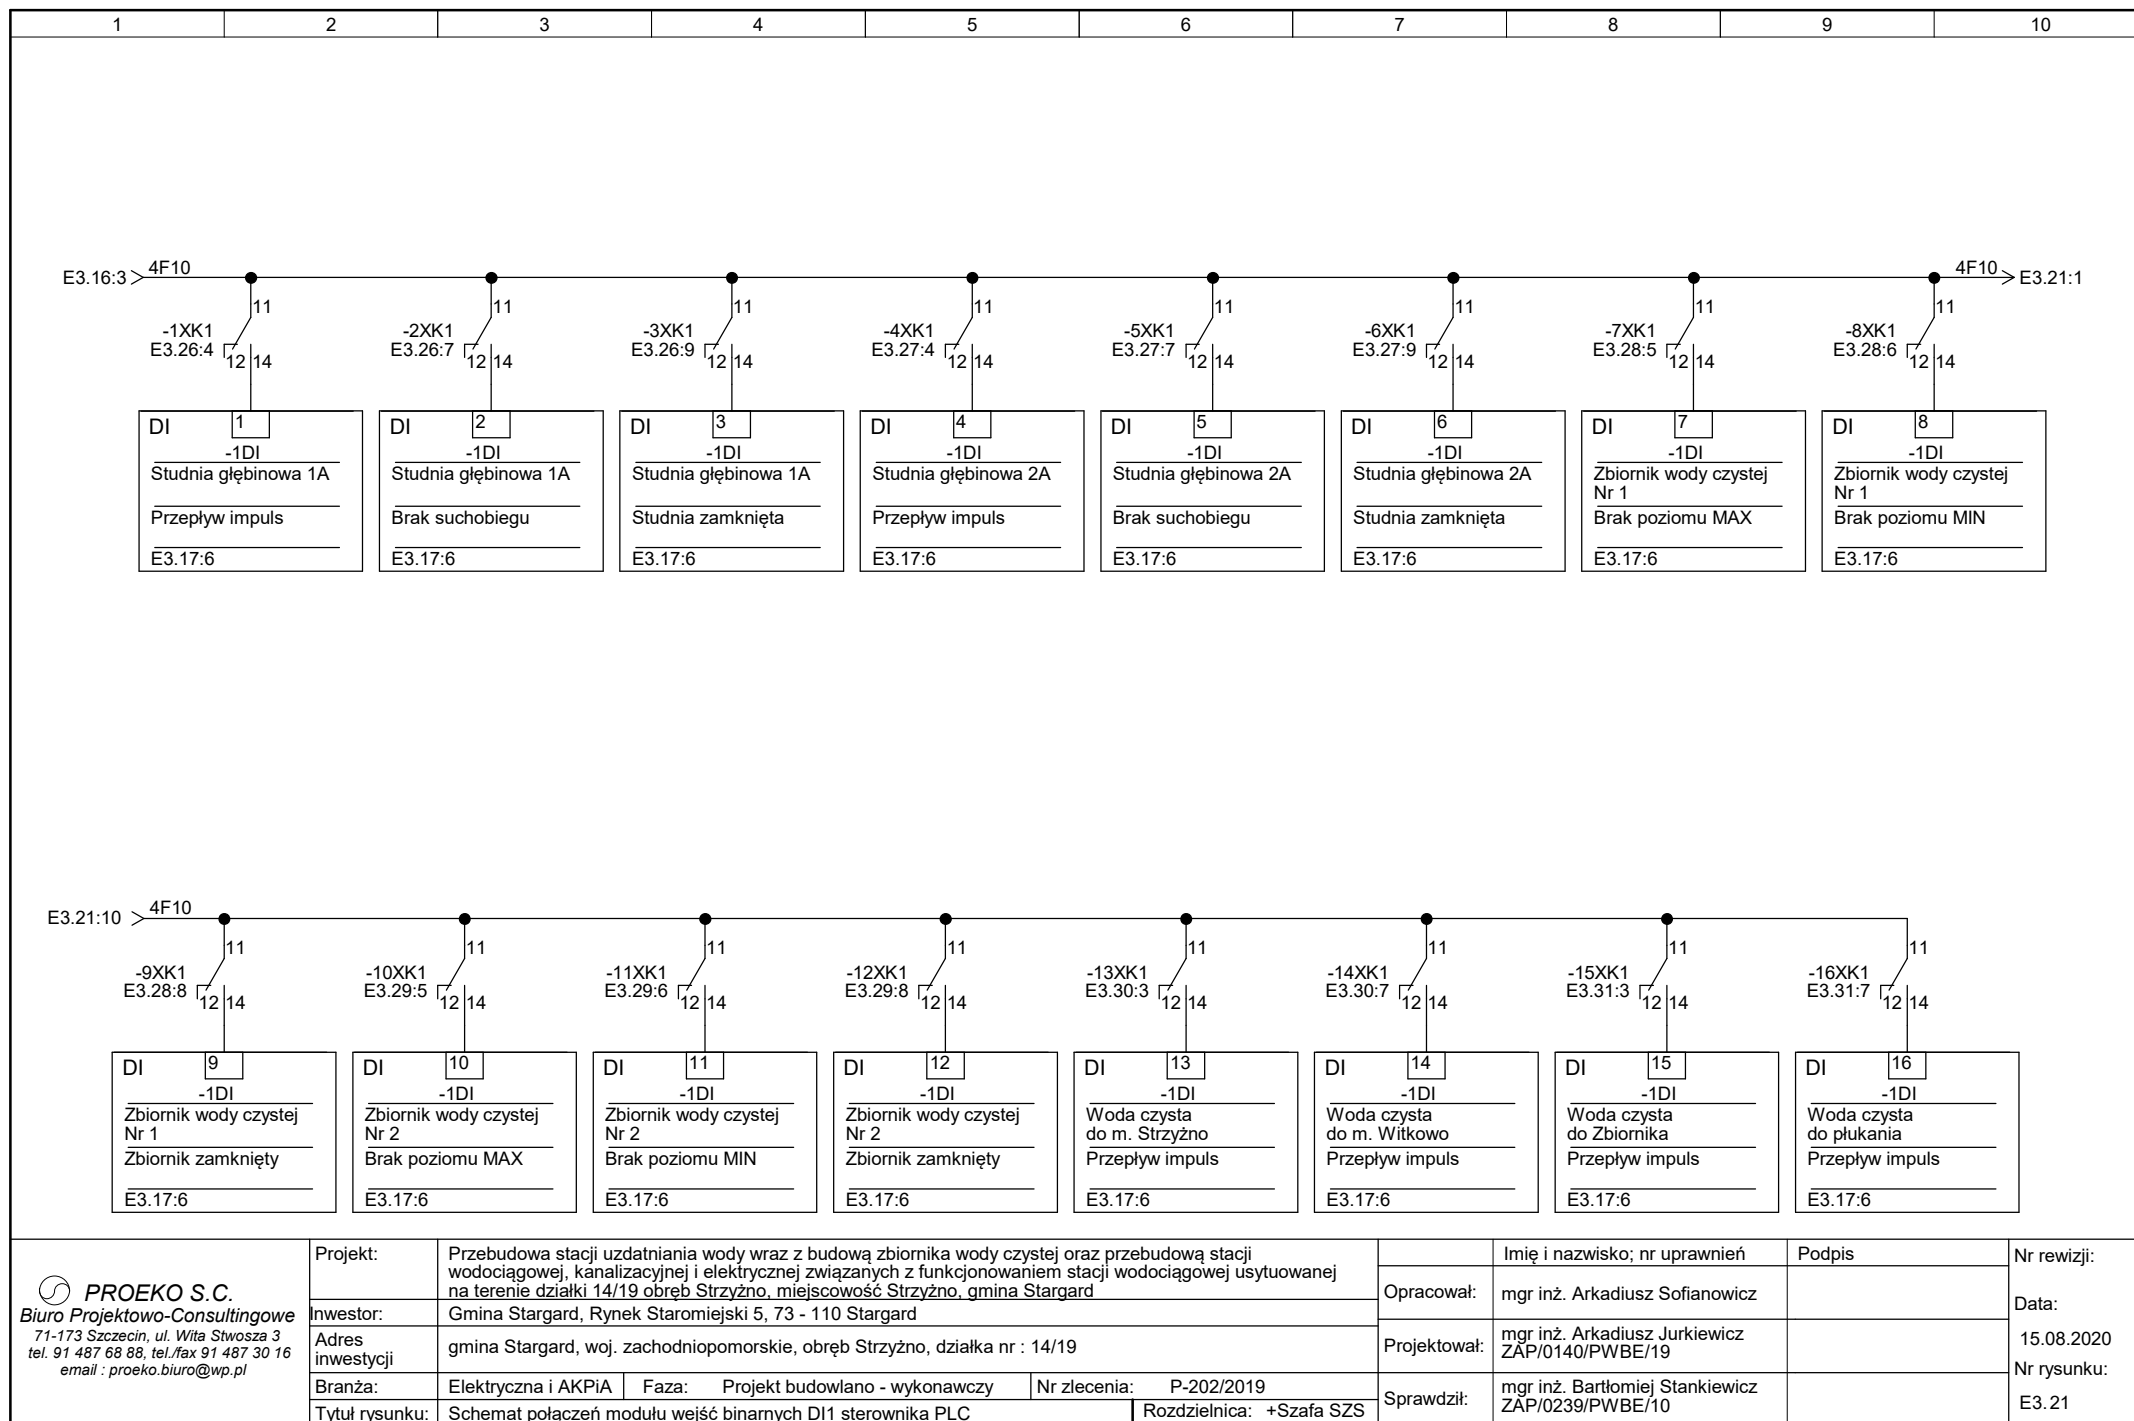 1 2 3 4 5 6 7 8 9 10
E3.16:3 4F10 4F10 E3.21:1
11 11 11 11 11 11 11 11
-1XK1 -2XK1 -3XK1 -4XK1 -5XK1 -6XK1 -7XK1 -8XK1
E3.26:4 E3.26:7 E3.26:9 E3.27:4 E3.27:7 E3.27:9 E3.28:5 E3.28:6
12 14 12 14 12 14 12 14 12 14 12 14 12 14 12 14
DI 1 DI 2 DI 3 DI 4 DI 5 DI 6 DI 7 DI 8
-1DI -1DI -1DI -1DI -1DI -1DI -1DI -1DI
Studnia głębinowa 1A Studnia głębinowa 1A Studnia głębinowa 1A Studnia głębinowa 2A Studnia głębinowa 2A Studnia głębinowa 2A Zbiornik wody czystej Zbiornik wody czystej
Nr 1 Nr 1
Przepływ impuls Brak suchobiegu Studnia zamknięta Przepływ impuls Brak suchobiegu Studnia zamknięta Brak poziomu MAX Brak poziomu MIN
E3.17:6 E3.17:6 E3.17:6 E3.17:6 E3.17:6 E3.17:6 E3.17:6 E3.17:6
E3.21:10 4F10
11 11 11 11 11 11 11 11
-9XK1 -10XK1 -11XK1 -12XK1 -13XK1 -14XK1 -15XK1 -16XK1
E3.28:8 E3.29:5 E3.29:6 E3.29:8 E3.30:3 E3.30:7 E3.31:3 E3.31:7
12 14 12 14 12 14 12 14 12 14 12 14 12 14 12 14
DI 9 DI 10 DI 11 DI 12 DI 13 DI 14 DI 15 DI 16
-1DI -1DI -1DI -1DI -1DI -1DI -1DI -1DI
Zbiornik wody czystej Zbiornik wody czystej Zbiornik wody czystej Zbiornik wody czystej Woda czysta Woda czysta Woda czysta Woda czysta
Nr 1 Nr 2 Nr 2 Nr 2 do m. Strzyżno do m. Witkowo do Zbiornika do płukania
Zbiornik zamknięty Brak poziomu MAX Brak poziomu MIN Zbiornik zamknięty Przepływ impuls Przepływ impuls Przepływ impuls Przepływ impuls
E3.17:6 E3.17:6 E3.17:6 E3.17:6 E3.17:6 E3.17:6 E3.17:6 E3.17:6
PROEKO S.C.
Biuro Projektowo-Consultingowe
71-173 Szczecin, ul. Wita Stwosza 3
tel. 91 487 68 88, tel./fax 91 487 30 16
email : proeko.biuro@wp.pl
Projekt: Przebudowa stacji uzdatniania wody wraz z budową zbiornika wody czystej oraz przebudową stacji
wodociągowej, kanalizacyjnej i elektrycznej związanych z funkcjonowaniem stacji wodociągowej usytuowanej
na terenie działki 14/19 obręb Strzyżno, miejscowość Strzyżno, gmina Stargard
Inwestor: Gmina Stargard, Rynek Staromiejski 5, 73 - 110 Stargard
Adres
inwestycji gmina Stargard, woj. zachodniopomorskie, obręb Strzyżno, działka nr : 14/19
Branża: Elektryczna i AKPiA Faza: Projekt budowlano - wykonawczy Nr zlecenia: P-202/2019
Tytuł rysunku: Schemat połączeń modułu wejść binarnych DI1 sterownika PLC Rozdzielnica: +Szafa SZS
Imię i nazwisko; nr uprawnień Podpis
Opracował: mgr inż. Arkadiusz Sofianowicz
Projektował: mgr inż. Arkadiusz Jurkiewicz
ZAP/0140/PWBE/19
Sprawdził: mgr inż. Bartłomiej Stankiewicz
ZAP/0239/PWBE/10
Nr rewizji:
Data:
15.08.2020
Nr rysunku:
E3.21